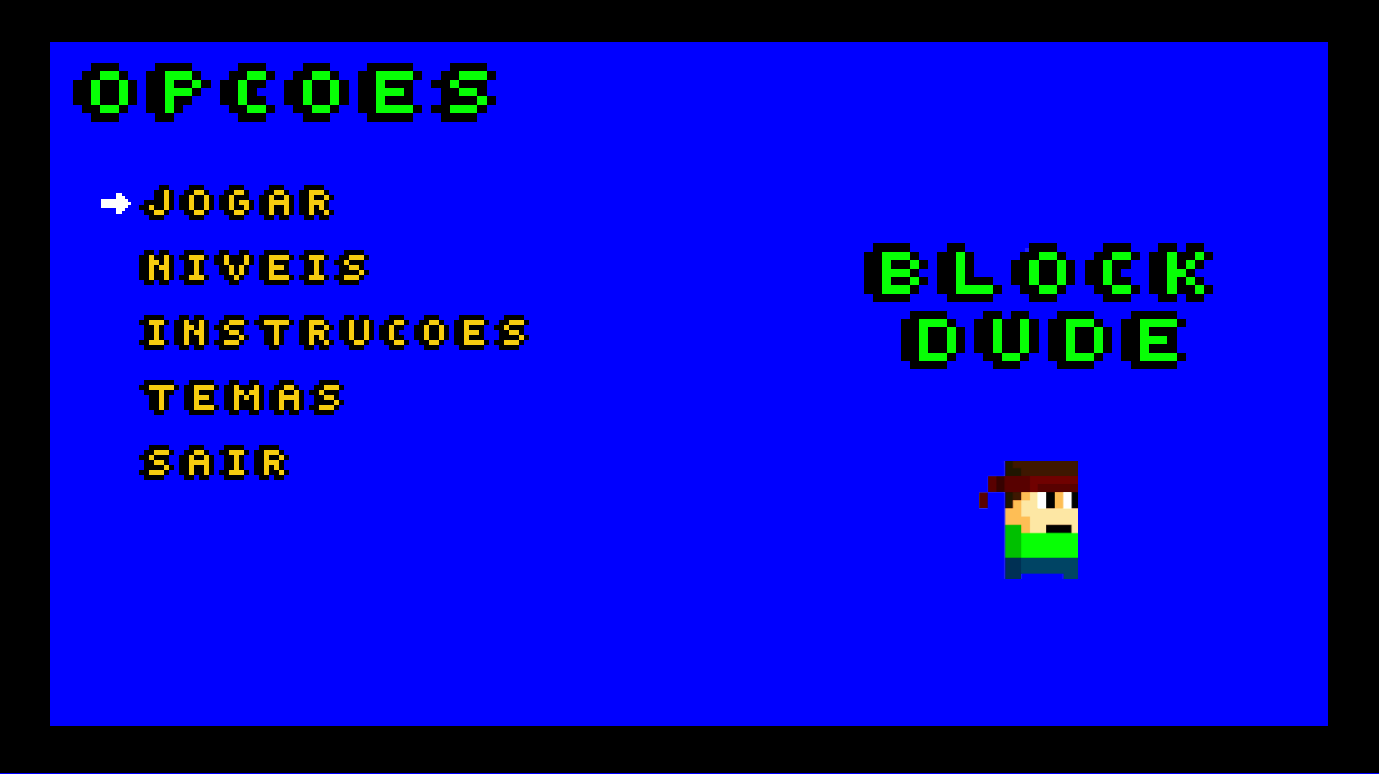 OPCOES
JOGAR
NIVEIS
INSTRUCOES
TEMAS
SAIR
BLOCK
DUDE